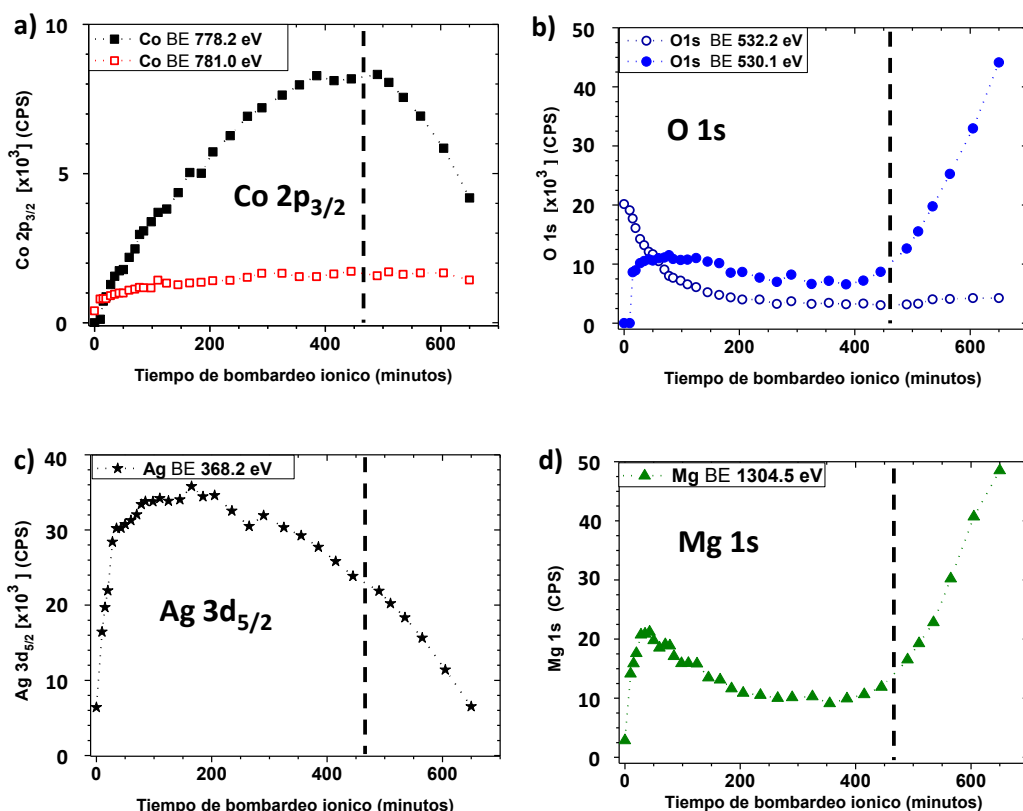 a)
10
5
0
0
200
400
600
Co 2p3/2 [x10^3] (CPS)
Tiempo de bombardeo ionico (minutos)
Co BE 778.2 eV
Co BE 781.0 eV
Co 2p3/2
b)
50
40
30
20
10
0
0
200
400
600
O 1s [x10^3] (CPS)
Tiempo de bombardeo ionico (minutos)
O1s BE 532.2 eV
O1s BE 530.1 eV
O 1s
c)
40
30
20
10
0
0
200
400
600
Ag 3d5/2 [x10^3] (CPS)
Tiempo de bombardeo ionico (minutos)
Ag BE 368.2 eV
Ag 3d5/2
d)
50
40
30
20
10
0
0
200
400
600
Mg 1s (CPS)
Tiempo de bombardeo ionico (minutos)
Mg BE 1304.5 eV
Mg 1s